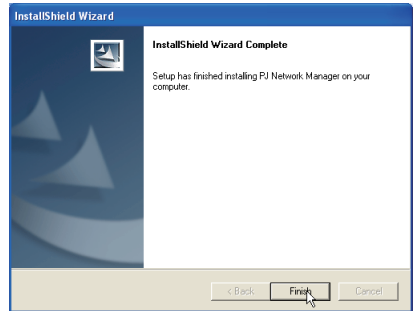 InstallShield Wizard
InstallShield Wizard Complete
Setup has finished installing PJ Network Manager on your
computer.
< Back
Finish
Cancel